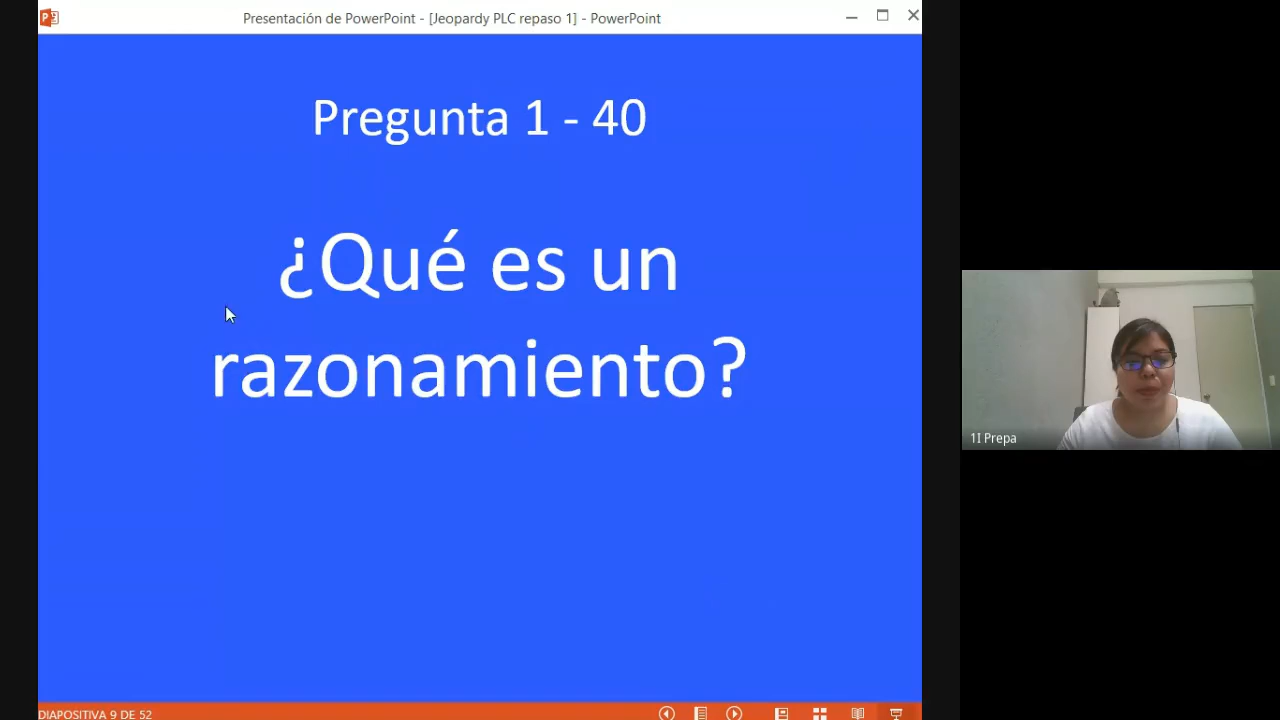 Presentación de PowerPoint - [Jeopardy PLC repaso 1] - PowerPoint
Pregunta 1 - 40
¿Qué es un
razonamiento?
1I Prepa
DIAPOSITIVA 9 DE 52